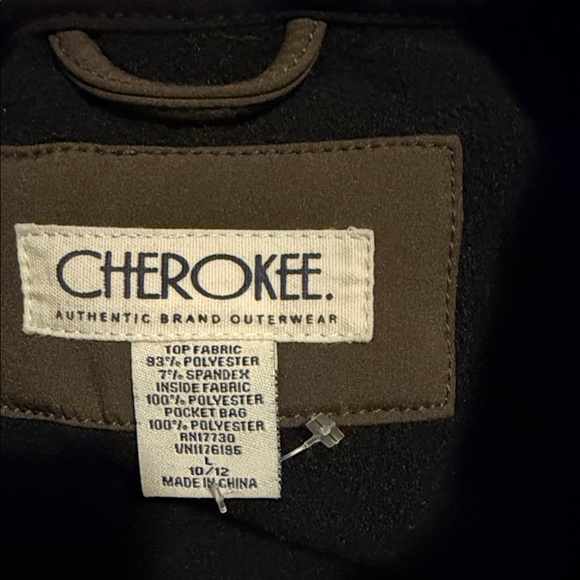 CHEROKEE.
AUTHENTIC BRAND OUTERWEAR
TOP FABRIC
93% POLYESTER
7% SPANDEX
INSIDE FABRIC
100% POLYESTER
POCKET BAG
100% POLYESTER
RN17730
VN1176195
L
10/12
MADE IN CHINA